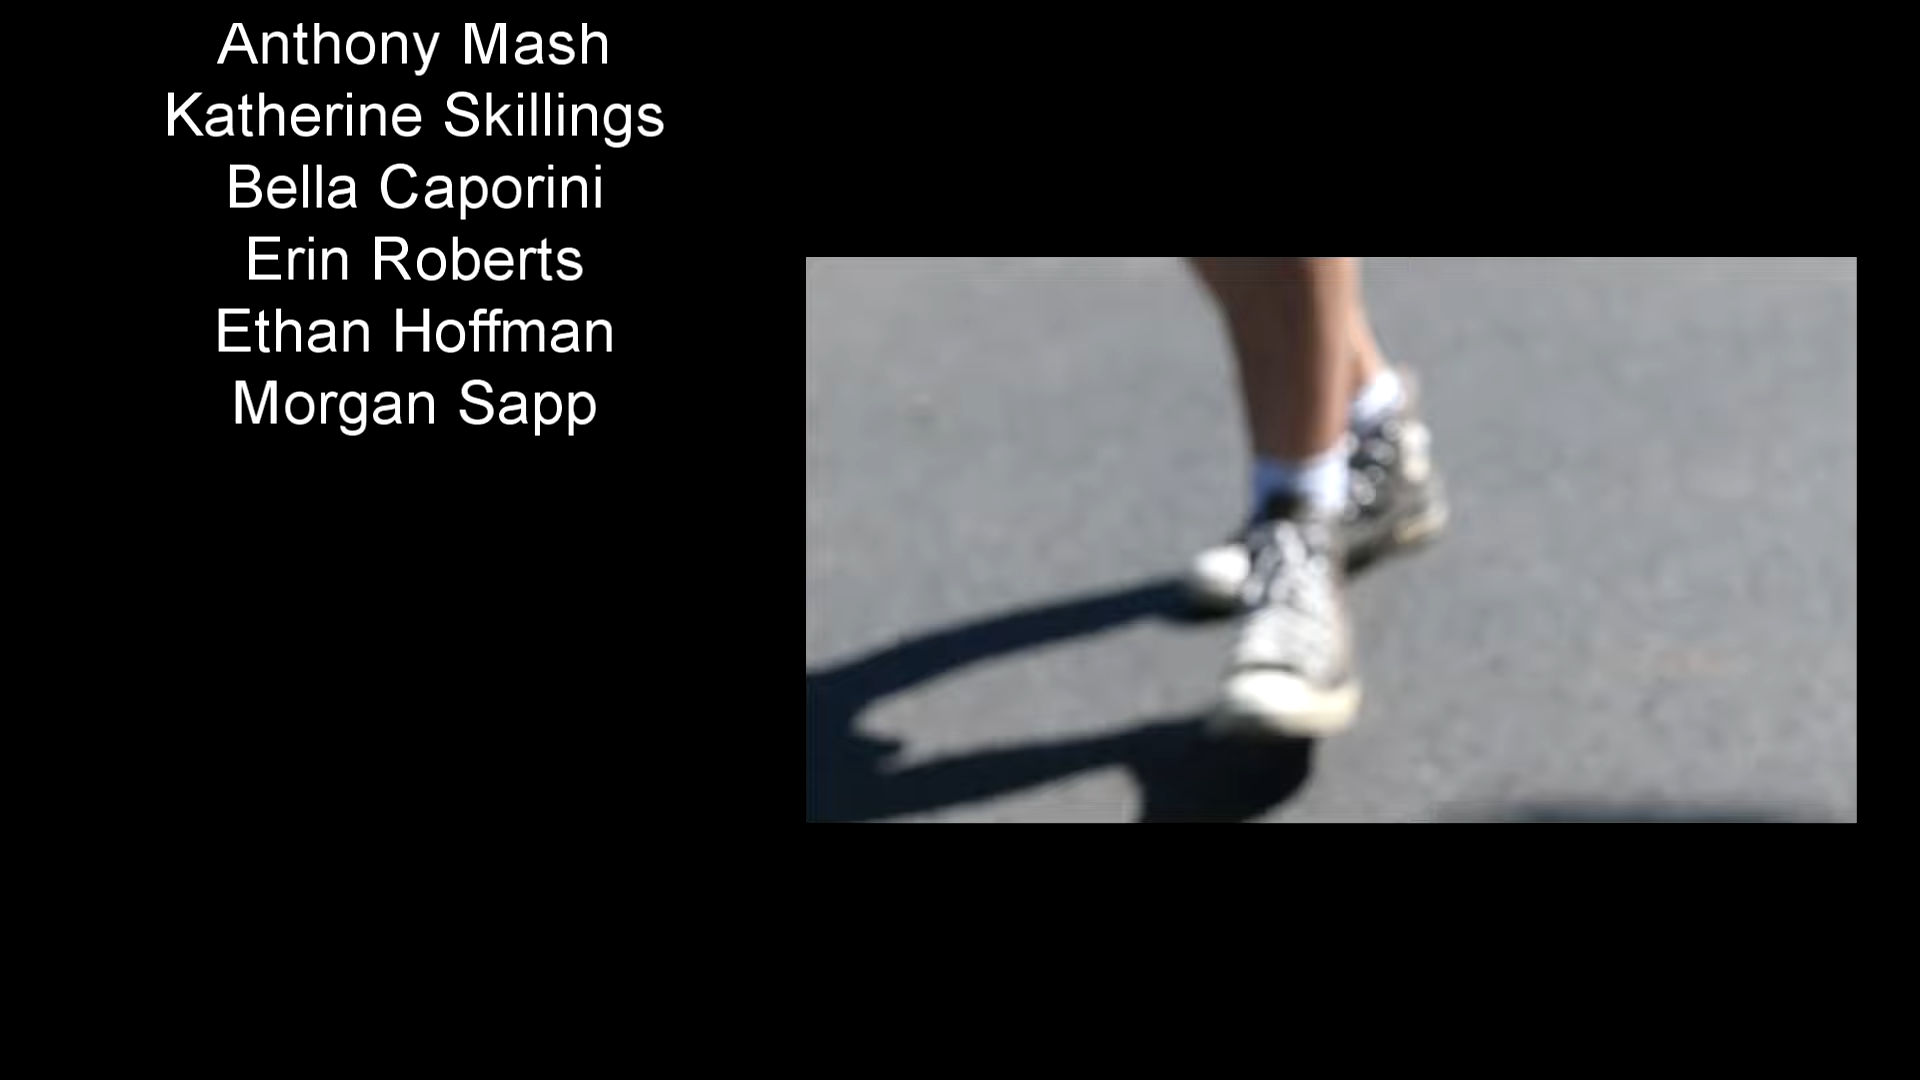 Anthony Mash
Katherine Skillings
Bella Caporini
Erin Roberts
Ethan Hoffman
Morgan Sapp